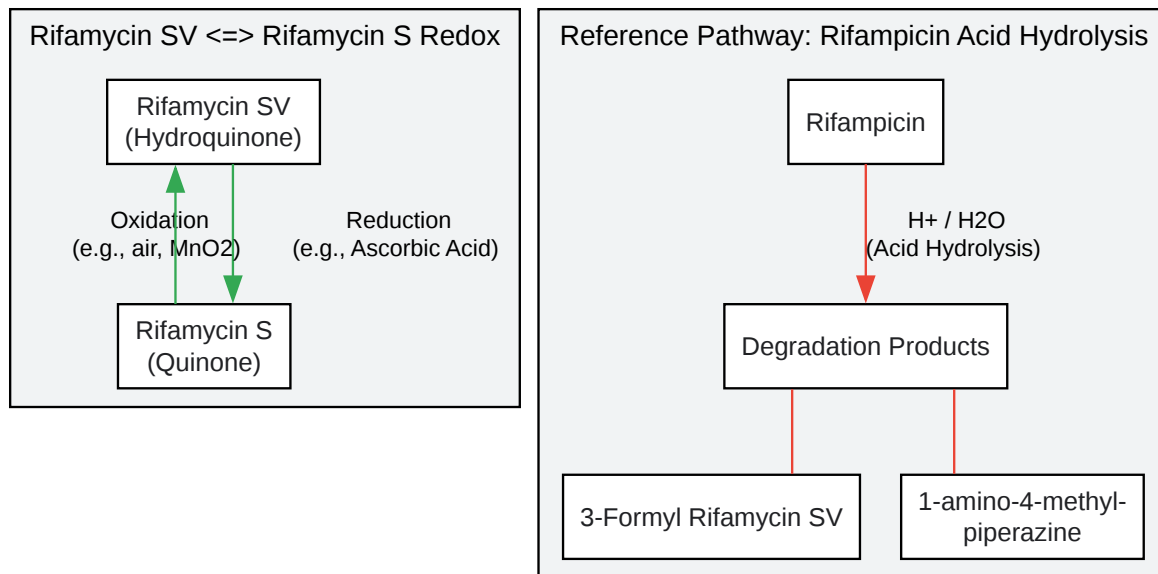 Rifamycin SV <=> Rifamycin S Redox
Rifamycin SV
(Hydroquinone)
Oxidation
(e.g., air, MnO2)
Reduction
(e.g., Ascorbic Acid)
Rifamycin S
(Quinone)
Reference Pathway: Rifampicin Acid Hydrolysis
Rifampicin
H+ / H2O
(Acid Hydrolysis)
Degradation Products
3-Formyl Rifamycin SV
1-amino-4-methyl-
piperazine